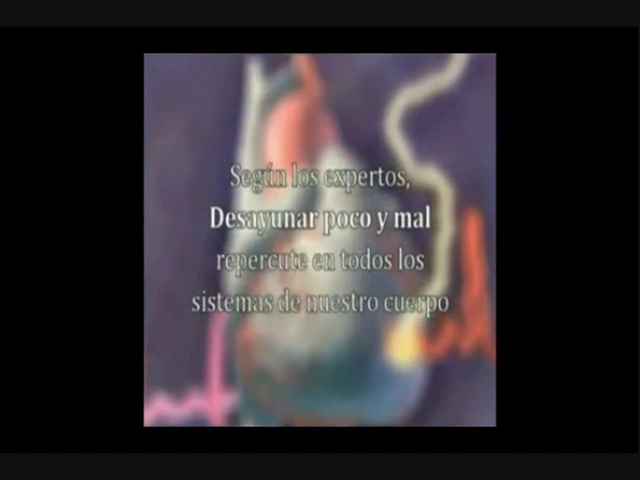 Según los expertos,
Desayunar poco y mal
repercute en todos los
sistemas de nuestro cuerpo